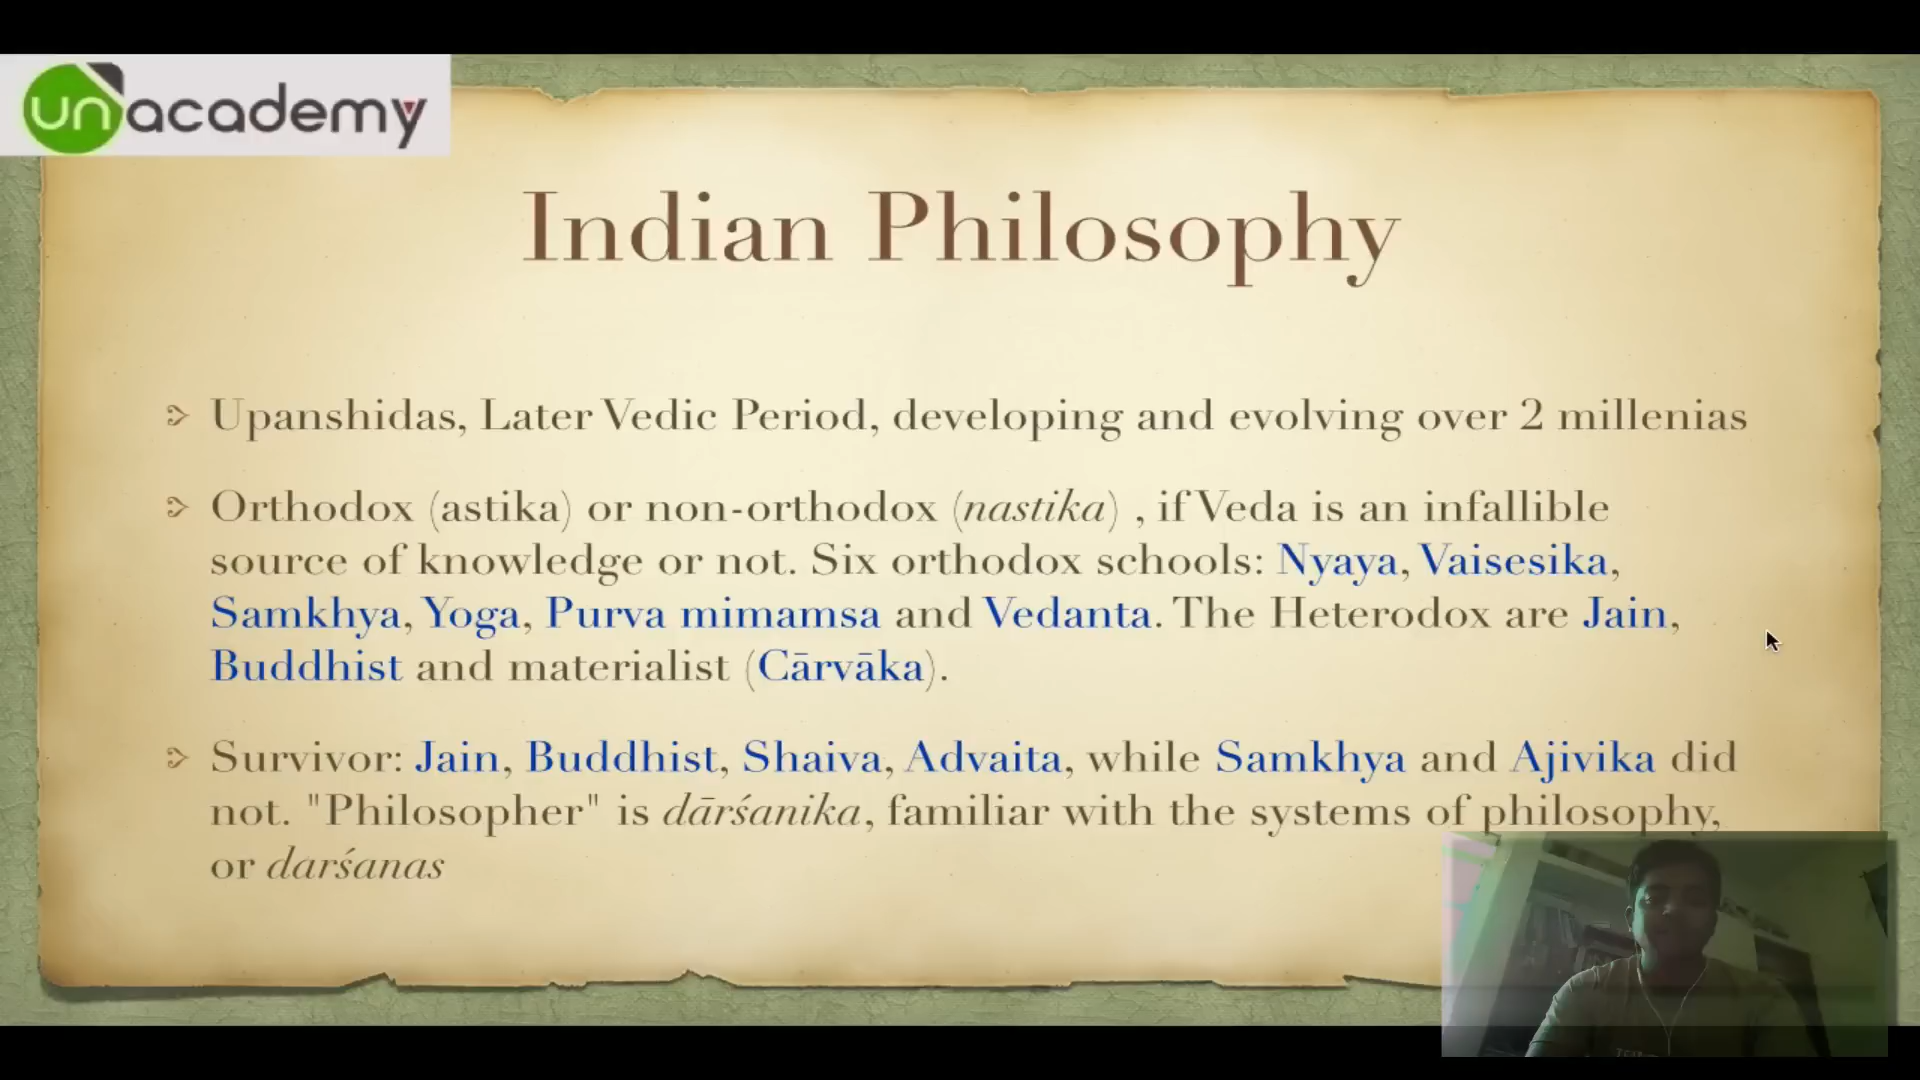 unacademy
Indian Philosophy
Upanshidas, Later Vedic Period, developing and evolving over 2 millenias
Orthodox (astika) or non-orthodox (nastika) , if Veda is an infallible
source of knowledge or not. Six orthodox schools: Nyaya, Vaisesika,
Samkhya, Yoga, Purva mimamsa and Vedanta. The Heterodox are Jain,
Buddhist and materialist (Cārvāka).
Survivor: Jain, Buddhist, Shaiva, Advaita, while Samkhya and Ajivika did
not. "Philosopher" is dārśanika, familiar with the systems of philosophy,
or darśanas